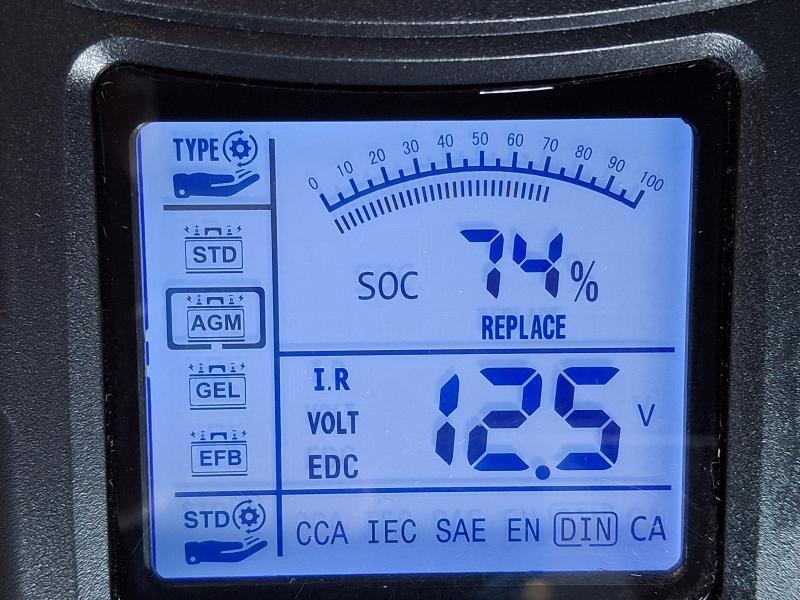 TYPE
0 10 20 30 40 50 60 70 80 90 100
STD
SOC 74%
AGM
REPLACE
GEL
I.R
VOLT 12.5 V
EDC
EFB
STD
CCA IEC SAE EN DIN CA